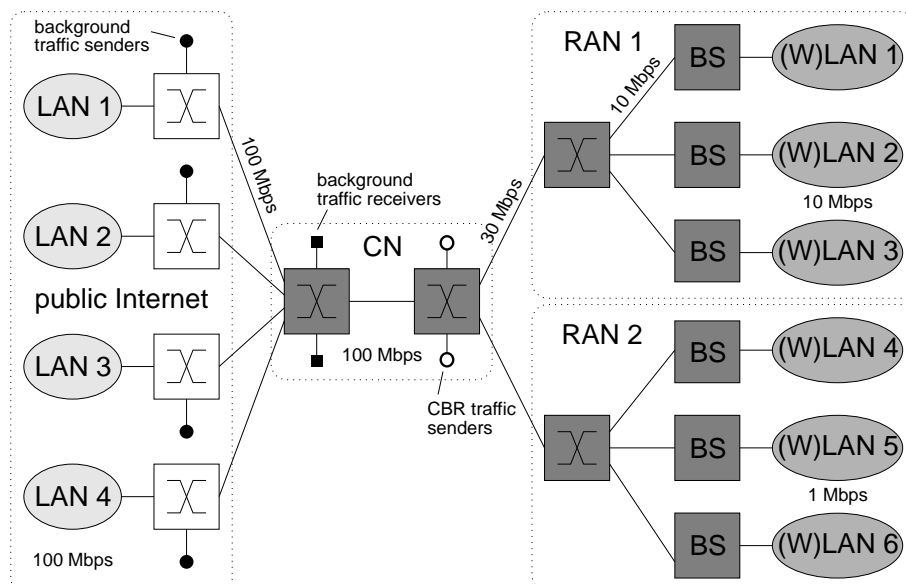 background
traffic senders
LAN 1
100 Mbps
LAN 2
public Internet
LAN 3
LAN 4
100 Mbps
background
traffic receivers
CN
100 Mbps
CBR traffic
senders
30 Mbps
RAN 1
10 Mbps
BS
(W)LAN 1
BS
(W)LAN 2
10 Mbps
BS
(W)LAN 3
RAN 2
BS
(W)LAN 4
BS
(W)LAN 5
1 Mbps
BS
(W)LAN 6